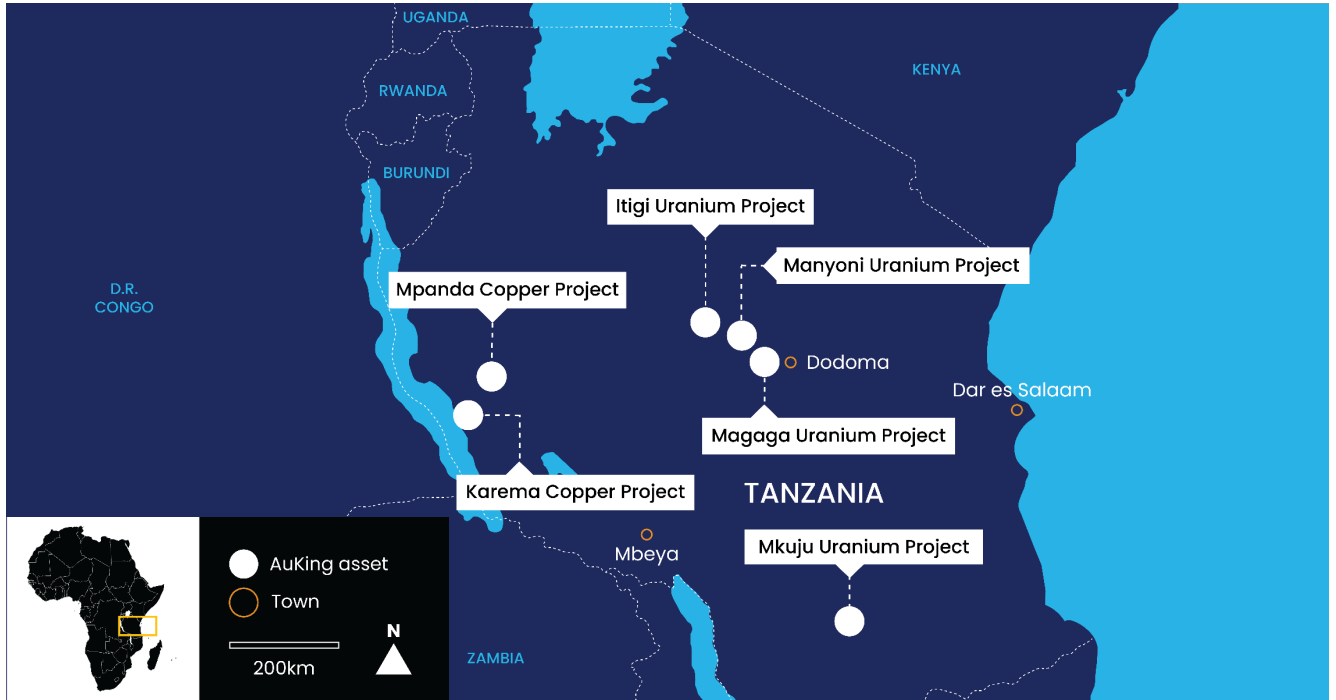 UGANDA
KENYA
RWANDA
BURUNDI
Itigi Uranium Project
Manyoni Uranium Project
D.R.
CONGO
Mpanda Copper Project
Dodoma
Dar es Salaam
Magaga Uranium Project
Karema Copper Project
TANZANIA
Mbeya
Mkuju Uranium Project
AuKing asset
Town
200km
N
ZAMBIA